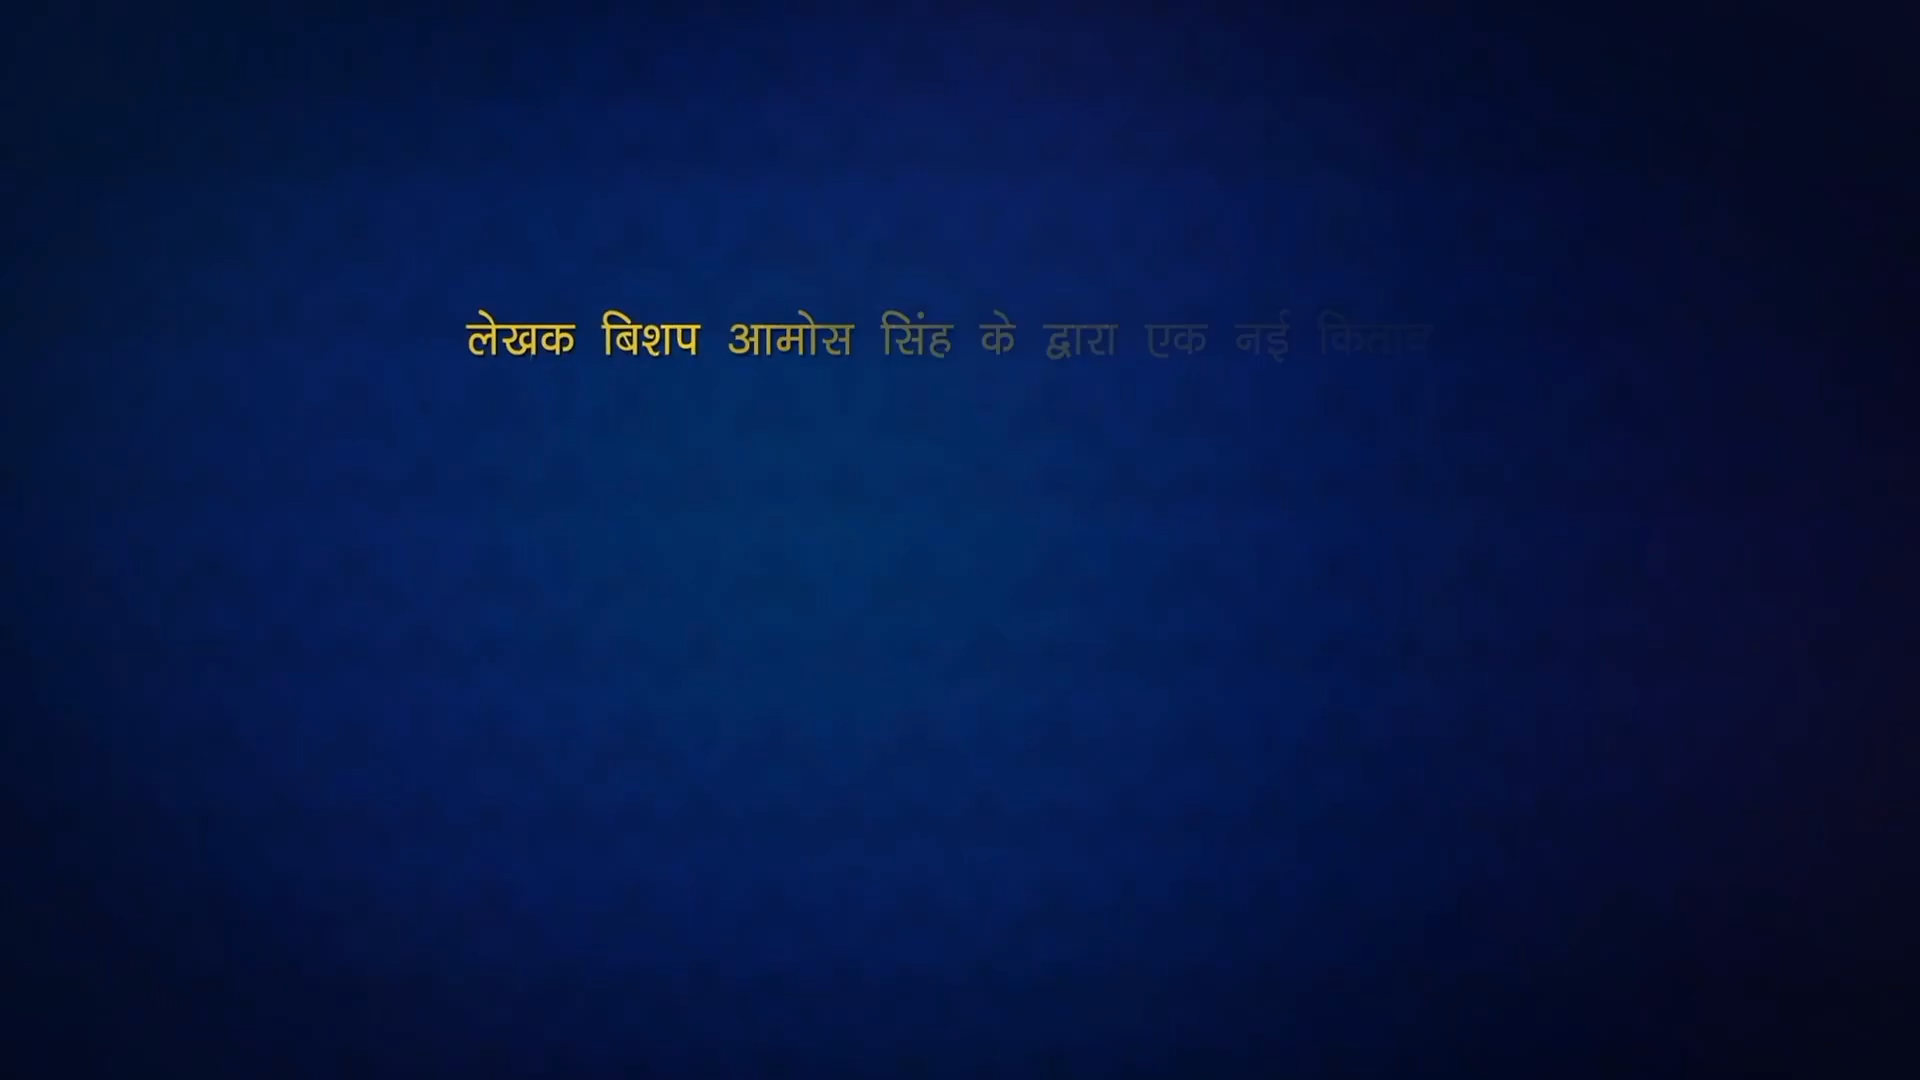 लेखक बिशप आमोस सिंह के द्वारा एक नई किताब